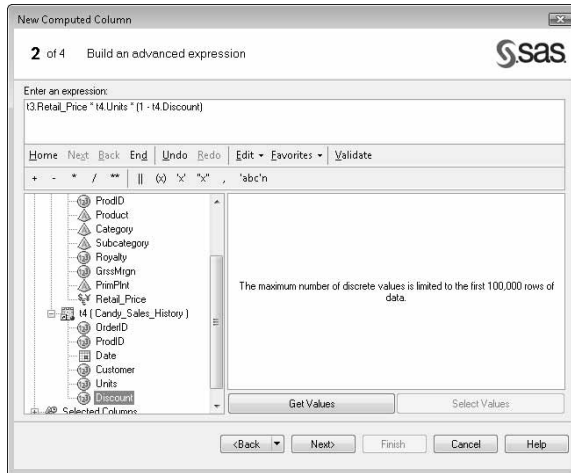 New Computed Column
2 of 4 Build an advanced expression
sas
Enter an expression:
t3.Retail_Price * t4.Units * (1 - t4.Discount)
Home Next Back End Undo Redo Edit Favorites Validate
+ - * / ** || (x) 'x' "x" , 'abc'n
ProdID
Product
Category
Subcategory
Royalty
GrssMrgn
PrimPlnt
Retail_Price
t4 (Candy_Sales_History)
OrderID
ProdID
Date
Customer
Units
Discount
Selected Columns
The maximum number of discrete values is limited to the first 100,000 rows of
data.
Get Values Select Values
<Back Next> Finish Cancel Help